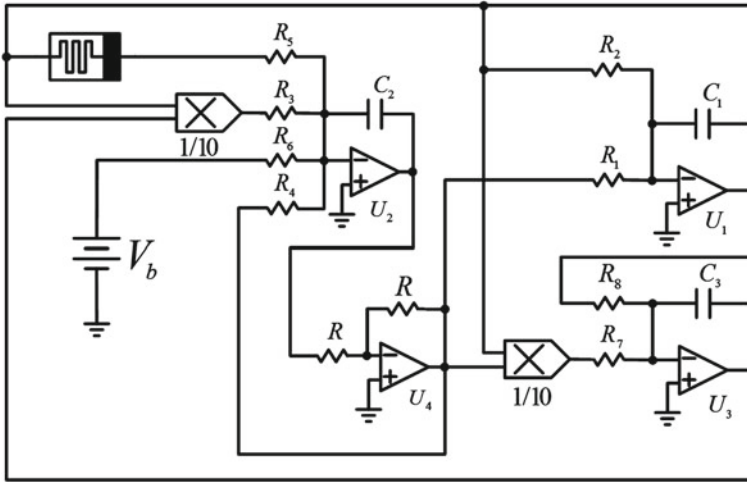 R₅
R₂
C₂
C₁
R₃
1/10
R₆
R₁
R₄
U₂
U₁
V_b
R
R₈
C₃
R
R₇
U₄
1/10
U₃